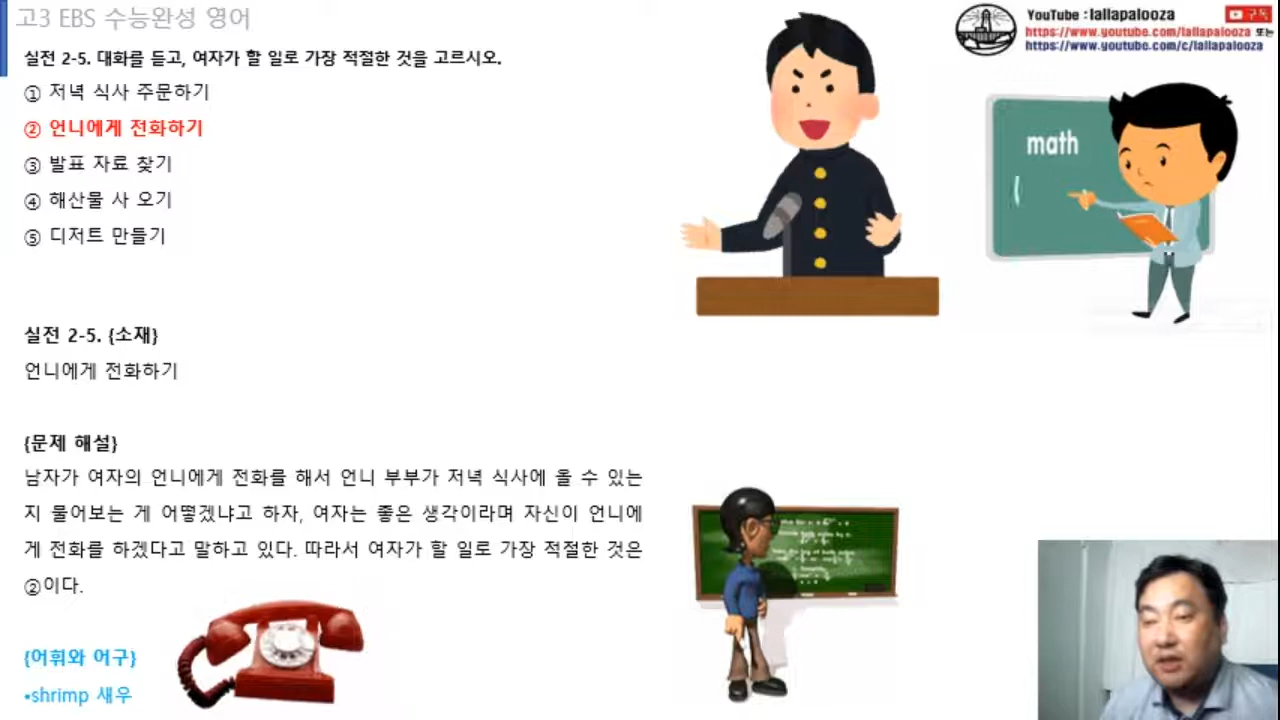 고3 EBS 수능완성 영어
YouTube : lallapalooza
구독
https://www.youtube.com/lallapalooza 또는
https://www.youtube.com/c/lallapalooza
실전 2-5. 대화를 듣고, 여자가 할 일로 가장 적절한 것을 고르시오.
① 저녁 식사 주문하기
② 언니에게 전화하기
③ 발표 자료 찾기
④ 해산물 사 오기
⑤ 디저트 만들기
math
실전 2-5. {소재}
언니에게 전화하기
{문제 해설}
남자가 여자의 언니에게 전화를 해서 언니 부부가 저녁 식사에 올 수 있는
지 물어보는 게 어떻겠냐고 하자, 여자는 좋은 생각이라며 자신이 언니에
게 전화를 하겠다고 말하고 있다. 따라서 여자가 할 일로 가장 적절한 것은
②이다.
{어휘와 어구}
•shrimp 새우